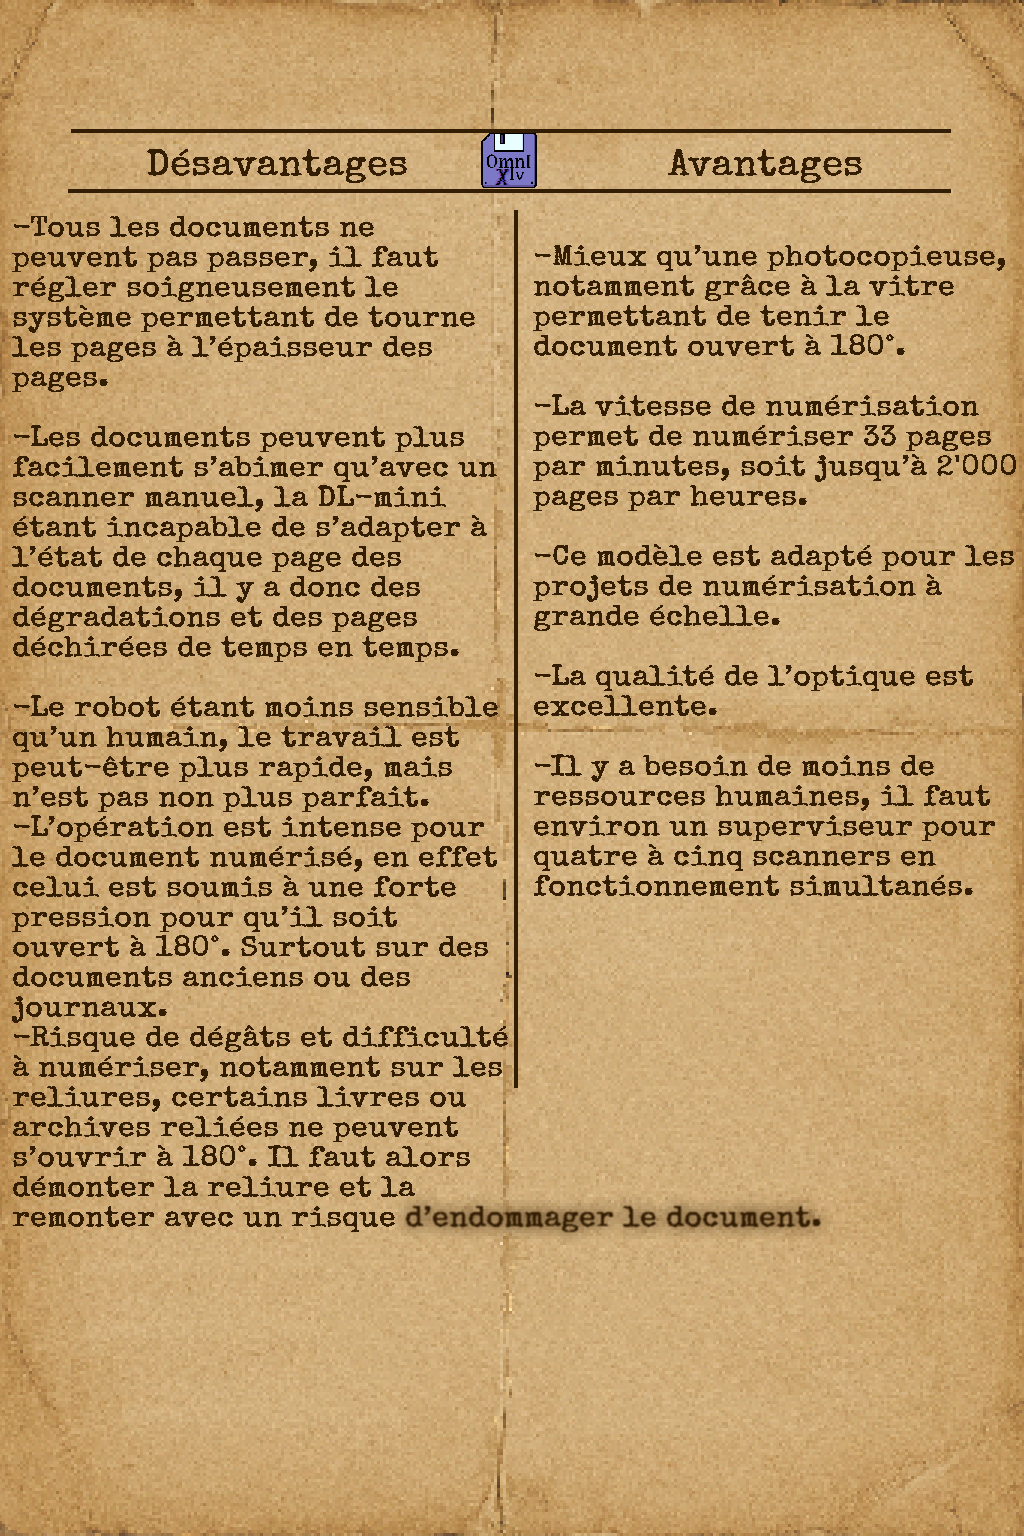 Désavantages
OmnI
XIv
Avantages
-Tous les documents ne
peuvent pas passer, il faut
régler soigneusement le
système permettant de tourne
les pages à l'épaisseur des
pages.
-Les documents peuvent plus
facilement s'abimer qu'avec un
scanner manuel, la DL-mini
étant incapable de s'adapter à
l'état de chaque page des
documents, il y a donc des
dégradations et des pages
déchirées de temps en temps.
-Le robot étant moins sensible
qu'un humain, le travail est
peut-être plus rapide, mais
n'est pas non plus parfait.
-L'opération est intense pour
le document numérisé, en effet
celui est soumis à une forte
pression pour qu'il soit
ouvert à 180°. Surtout sur des
documents anciens ou des
journaux.
-Risque de dégâts et difficulté
à numériser, notamment sur les
reliures, certains livres ou
archives reliées ne peuvent
s'ouvrir à 180°. Il faut alors
démonter la reliure et la
remonter avec un risque d'endommager le document.
-Mieux qu'une photocopieuse,
notamment grâce à la vitre
permettant de tenir le
document ouvert à 180°.
-La vitesse de numérisation
permet de numériser 33 pages
par minutes, soit jusqu'à 2'000
pages par heures.
-Ce modèle est adapté pour les
projets de numérisation à
grande échelle.
-La qualité de l'optique est
excellente.
-Il y a besoin de moins de
ressources humaines, il faut
environ un superviseur pour
quatre à cinq scanners en
fonctionnement simultanés.